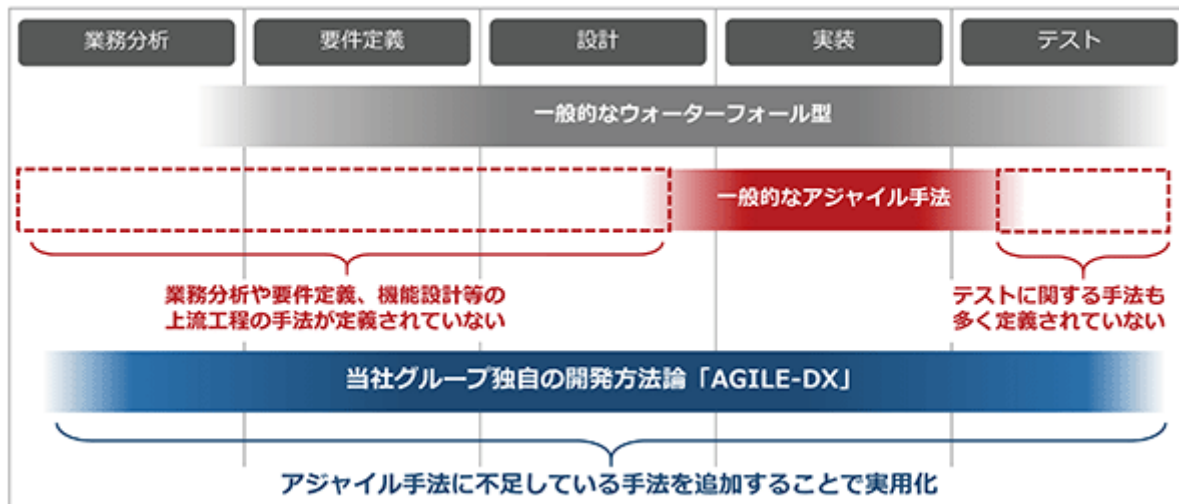 業務分析
要件定義
設計
実装
テスト
一般的なウォーターフォール型
一般的なアジャイル手法
業務分析や要件定義、機能設計等の
上流工程の手法が定義されていない
テストに関する手法も
多く定義されていない
当社グループ独自の開発方法論「AGILE-DX」
アジャイル手法に不足している手法を追加することで実用化